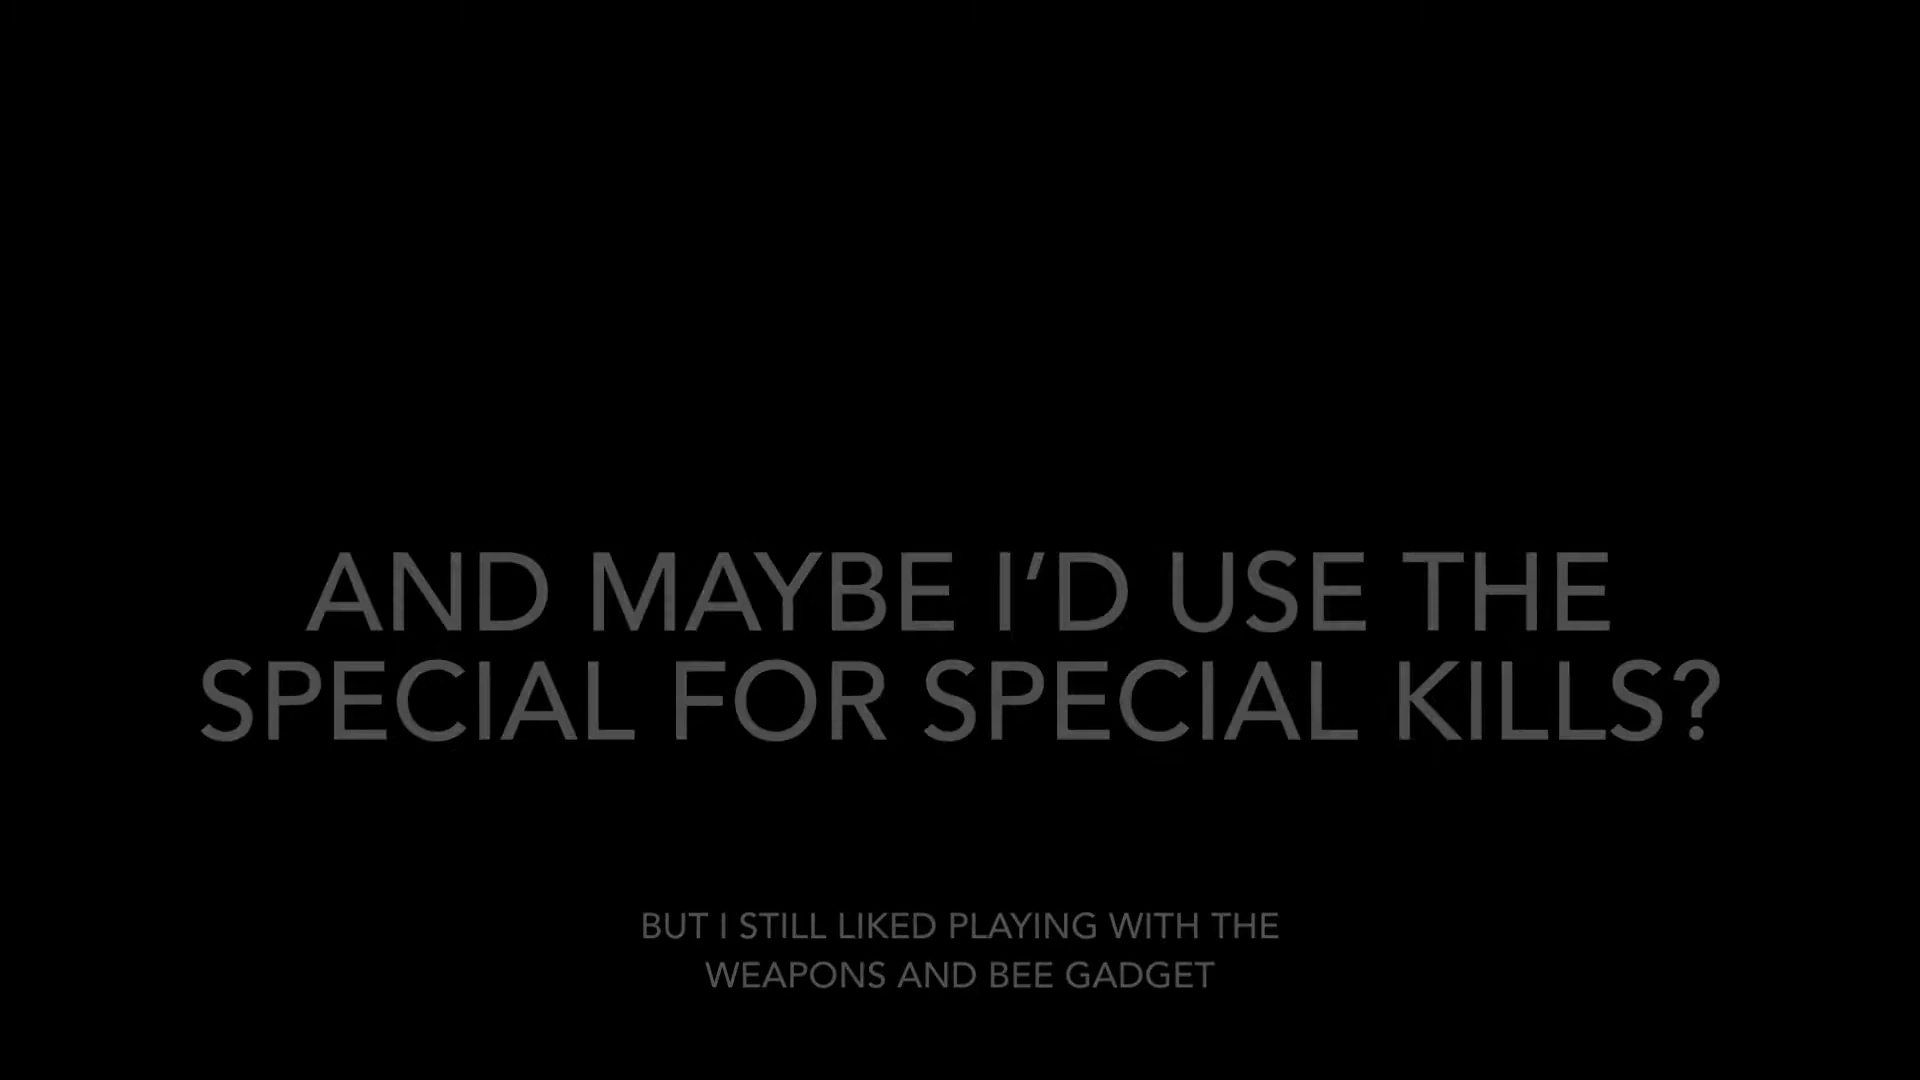 AND MAYBE I’D USE THE
SPECIAL FOR SPECIAL KILLS?
BUT I STILL LIKED PLAYING WITH THE
WEAPONS AND BEE GADGET